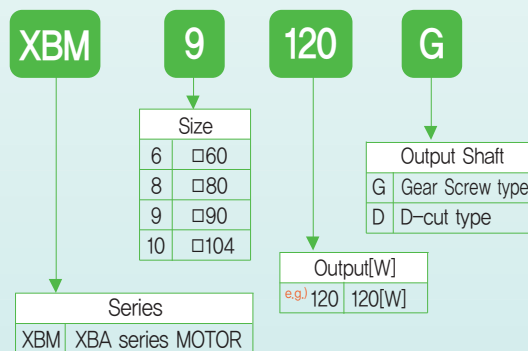 XBM 9 120 G
Size
6 □60
8 □80
9 □90
10 □104
Output Shaft
G Gear Screw type
D D-cut type
Output[W]
e.g.) 120 120[W]
Series
XBM XBA series MOTOR